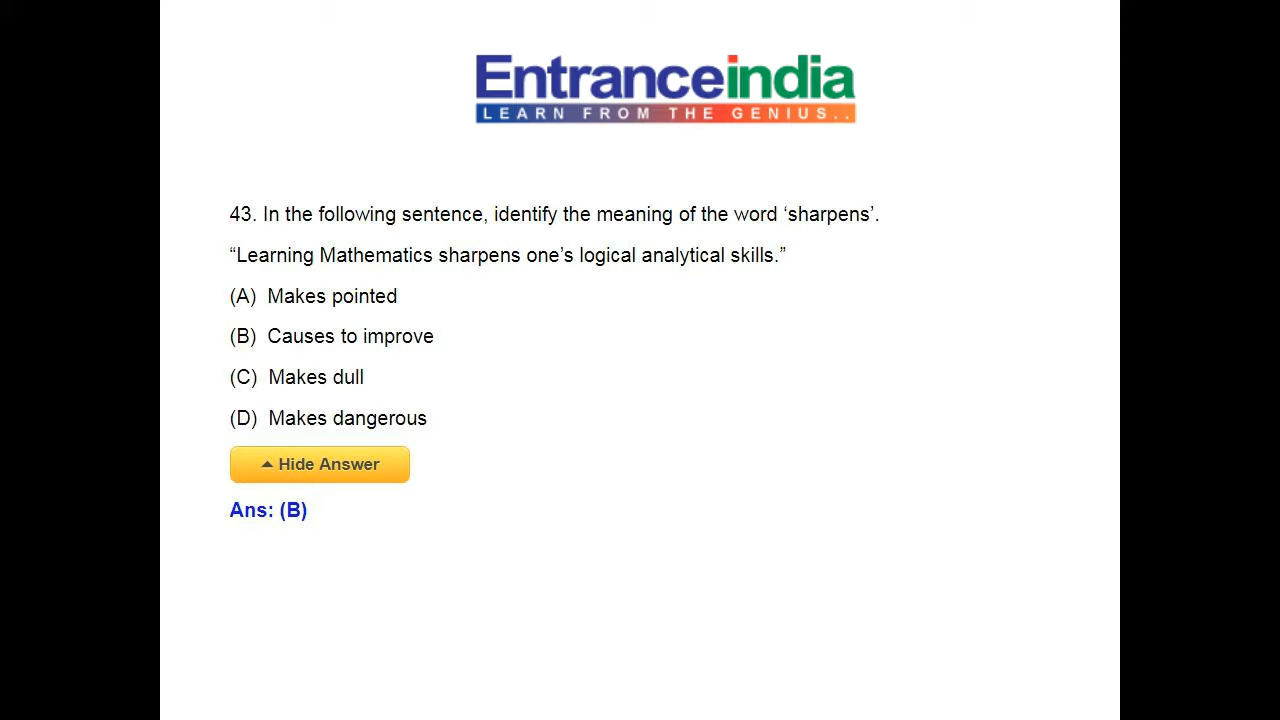 Entranceindia
LEARN FROM THE GENIUS..
43. In the following sentence, identify the meaning of the word ‘sharpens’.
“Learning Mathematics sharpens one’s logical analytical skills.”
(A) Makes pointed
(B) Causes to improve
(C) Makes dull
(D) Makes dangerous
Hide Answer
Ans: (B)